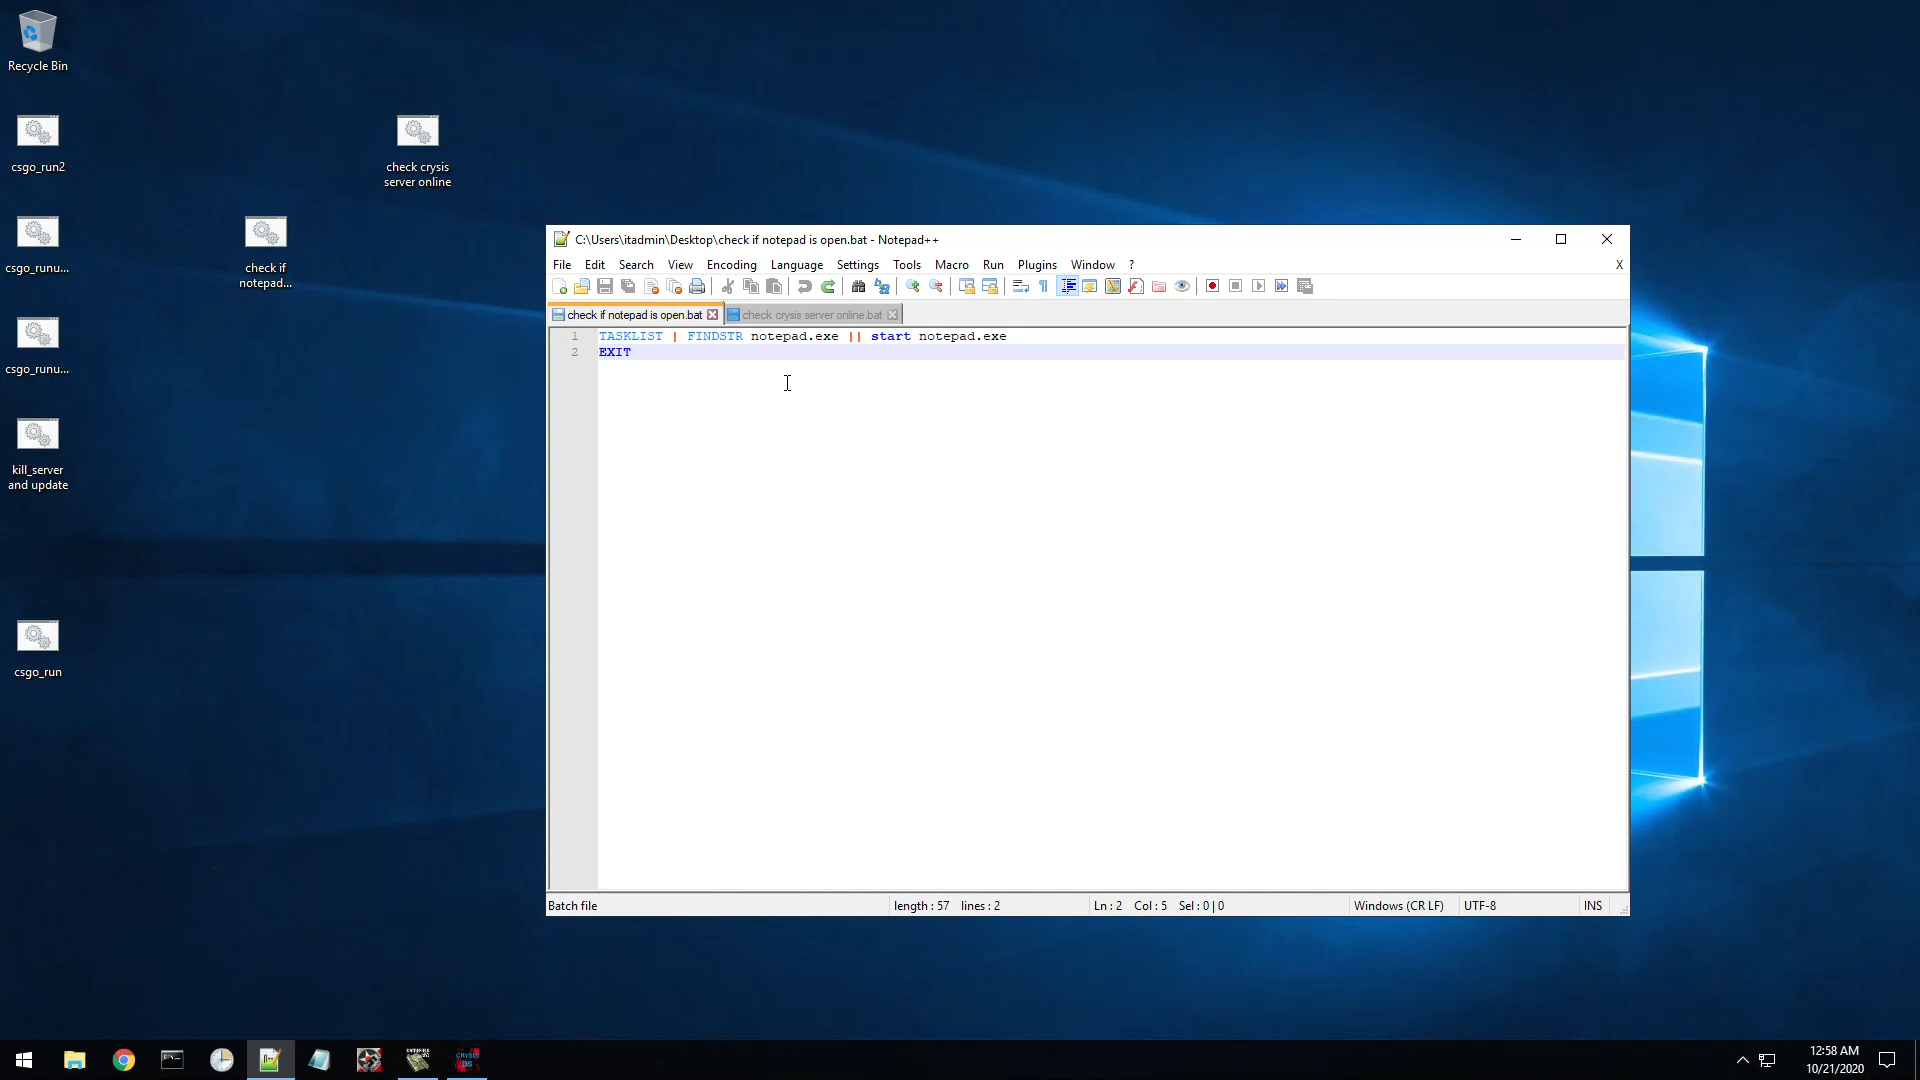 Recycle Bin
csgo_run2
check crysis
server online
csgo_runu...
check if
notepad...
csgo_runu...
kill_server
and update
csgo_run
C:\Users\itadmin\Desktop\check if notepad is open.bat - Notepad++
File Edit Search View Encoding Language Settings Tools Macro Run Plugins Window ? X
check if notepad is open.bat check crysis server online.bat
1 TASKLIST | FINDSTR notepad.exe || start notepad.exe
2 EXIT
Batch file length : 57 lines : 2 Ln : 2 Col : 5 Sel : 0 | 0 Windows (CR LF) UTF-8 INS
CRYSIS
DS
12:58 AM
10/21/2020